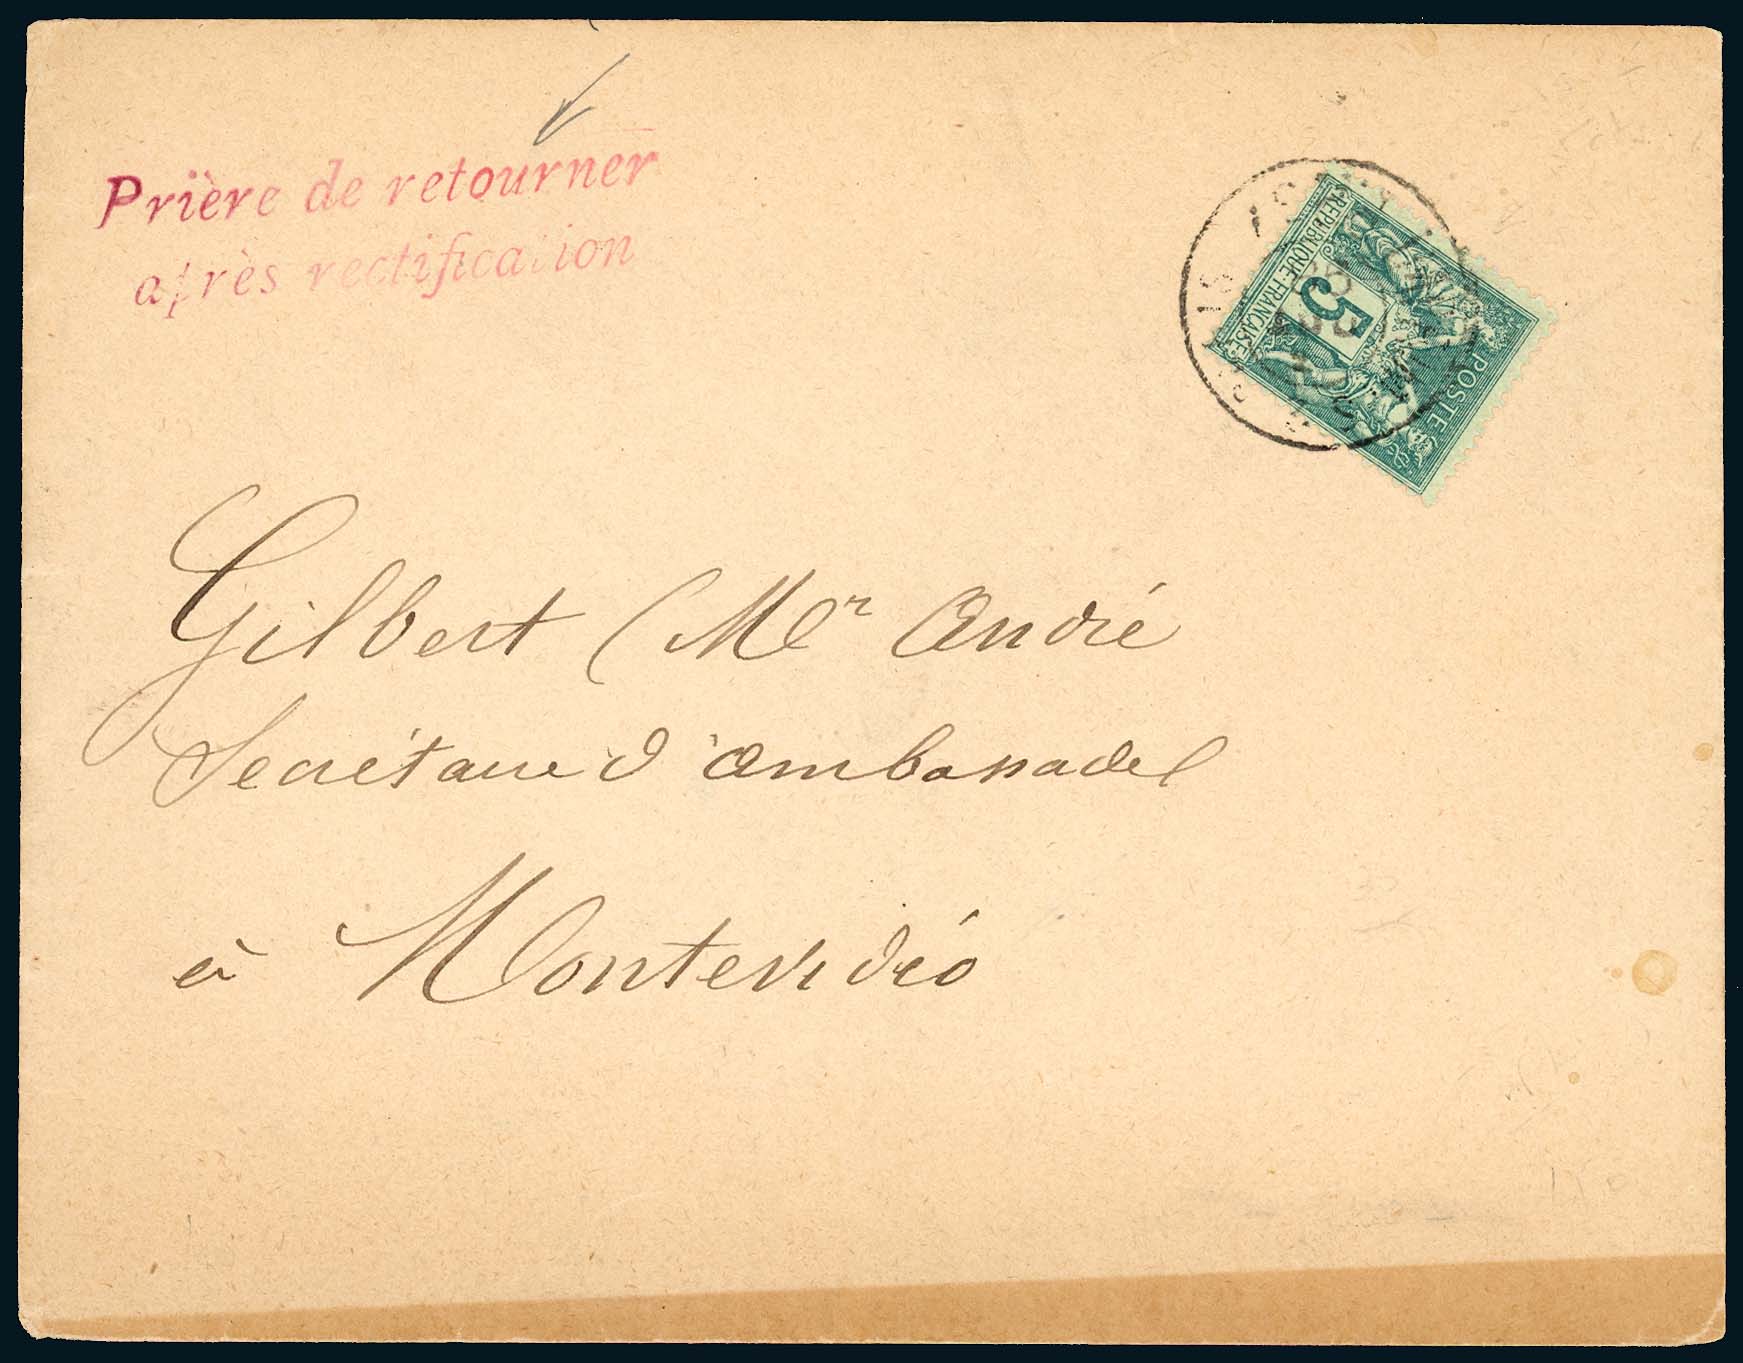 Prière de retourner
après rectification
REPUBLIQUE FRANÇAISE
5
POSTE
Gilbert (Mr André
Secrétaire d'ambassade
à Montevidéo